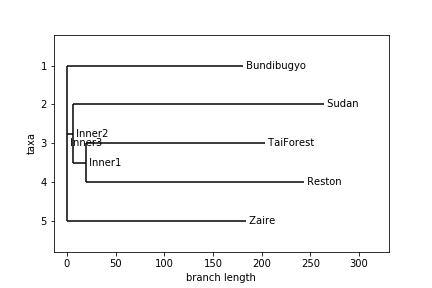 1
Bundibugyo
2
Sudan
Inner2
Inner3
3
TaiForest
Inner1
4
Reston
5
Zaire
taxa
0 50 100 150 200 250 300
branch length